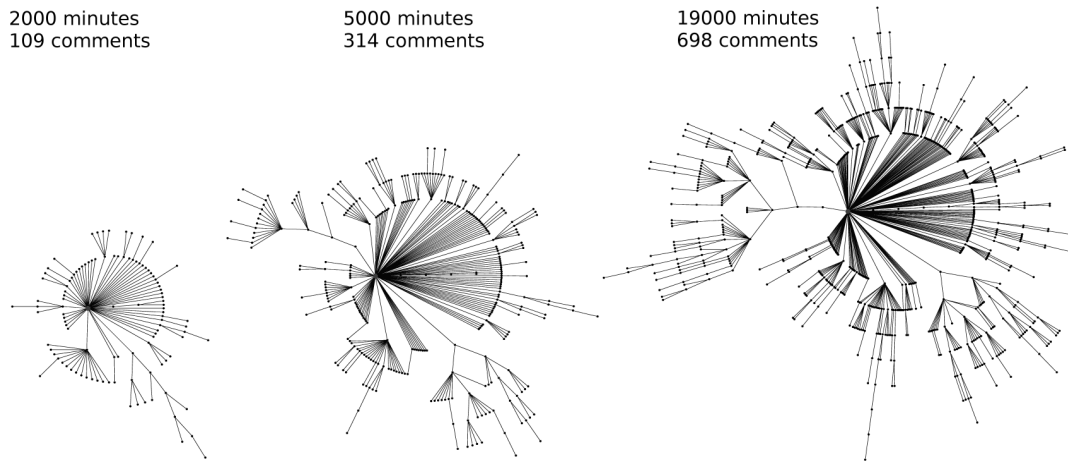 2000 minutes
109 comments
5000 minutes
314 comments
19000 minutes
698 comments